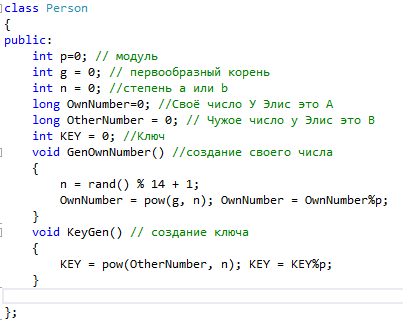 class Person
{
public:
int p=0; // модуль
int g = 0; // первообразный корень
int n = 0; //степень a или b
long OwnNumber=0; //Своё число У Элис это A
long OtherNumber = 0; // Чужое число у Элис это B
int KEY = 0; //Ключ
void GenOwnNumber() //создание своего числа
{
n = rand() % 14 + 1;
OwnNumber = pow(g, n); OwnNumber = OwnNumber%p;
}
void KeyGen() // создание ключа
{
KEY = pow(OtherNumber, n); KEY = KEY%p;
}
};